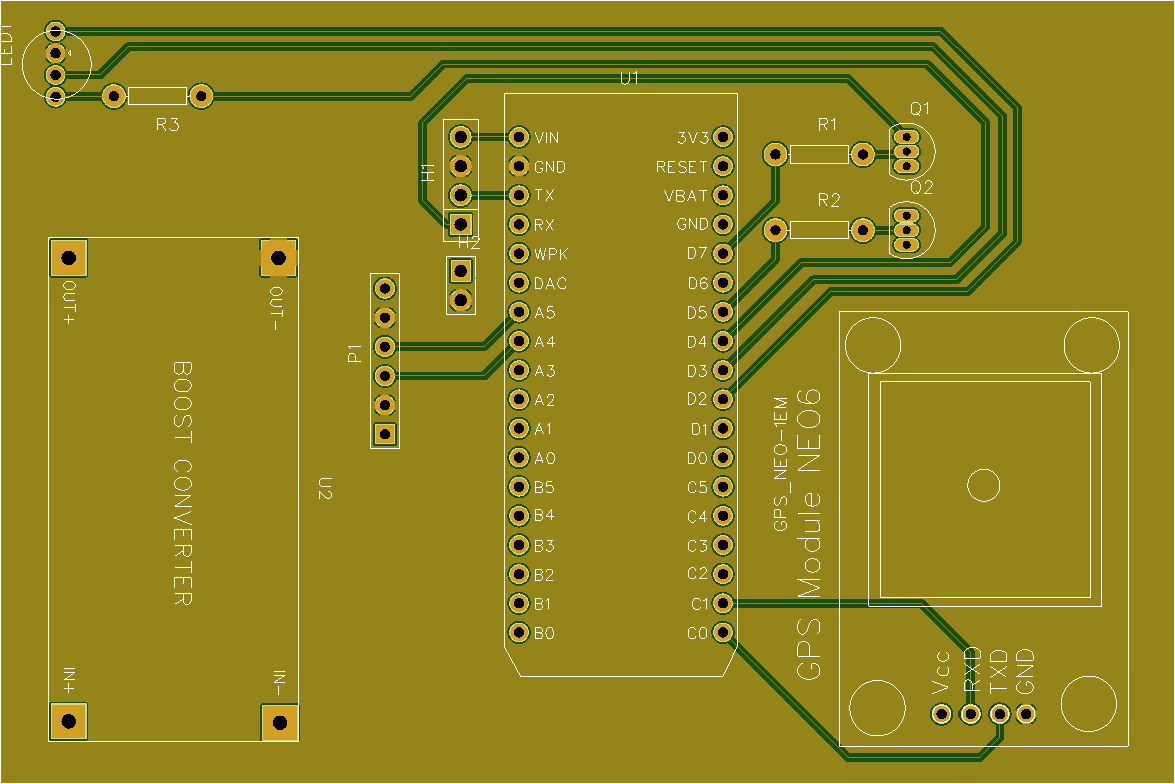 LED1
R3
U1
H1
H2
P1
VIN
GND
TX
RX
WPK
DAC
A5
A4
A3
A2
A1
A0
B5
B4
B3
B2
B1
B0
3V3
RESET
VBAT
GND
D7
D6
D5
D4
D3
D2
D1
D0
C5
C4
C3
C2
C1
C0
R1
Q1
R2
Q2
OUT+
OUT-
BOOST CONVERTER
U2
IN+
IN-
GPS_NEO-1EM
GPS Module NE06
Vcc
RXD
TXD
GND